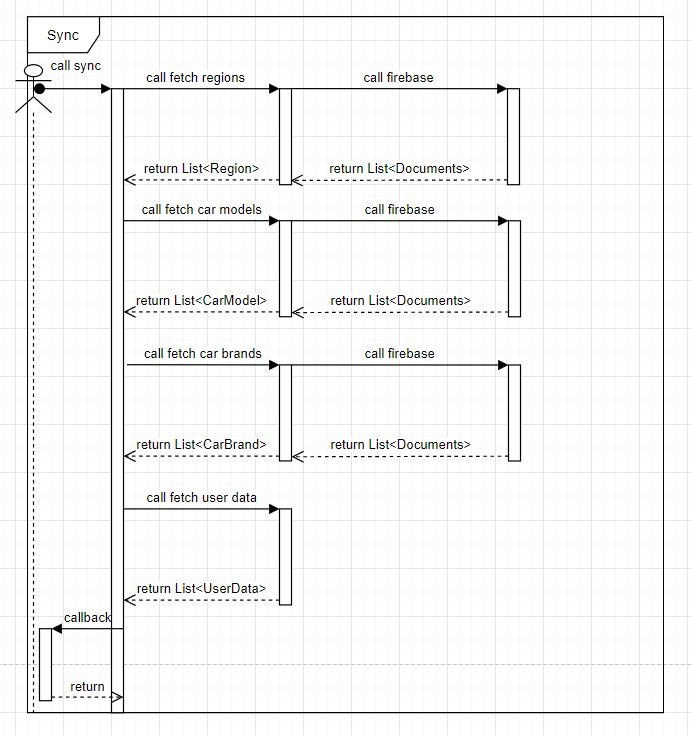 Sync
call sync
call fetch regions
call firebase
return List<Region>
return List<Documents>
call fetch car models
call firebase
return List<CarModel>
return List<Documents>
call fetch car brands
call firebase
return List<CarBrand>
return List<Documents>
call fetch user data
return List<UserData>
callback
return